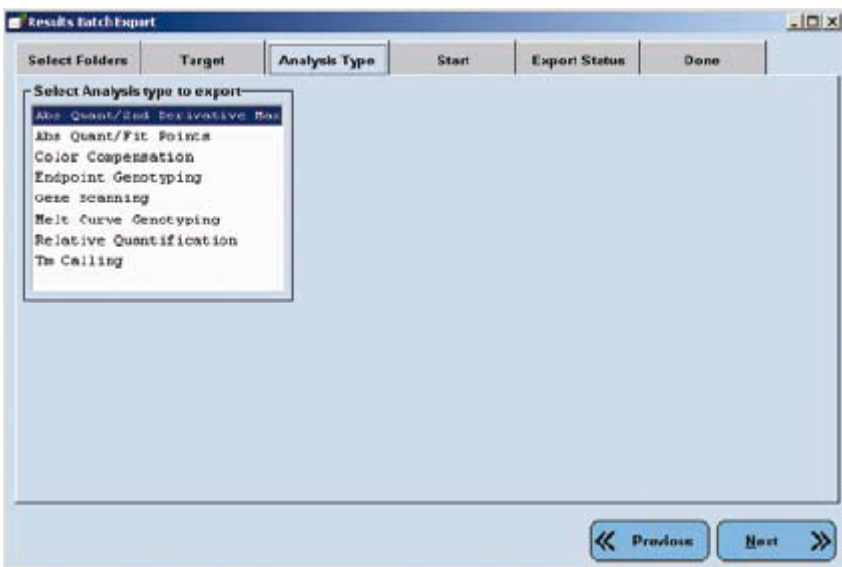 Results Batch Export
Select Folders Target Analysis Type Start Export Status Done
Select Analysis type to export
Abs Quant/2nd Derivative Max
Abs Quant/Fit Points
Color Compensation
Endpoint Genotyping
Gene Scanning
Melt Curve Genotyping
Relative Quantification
Tm Calling
Previous Next